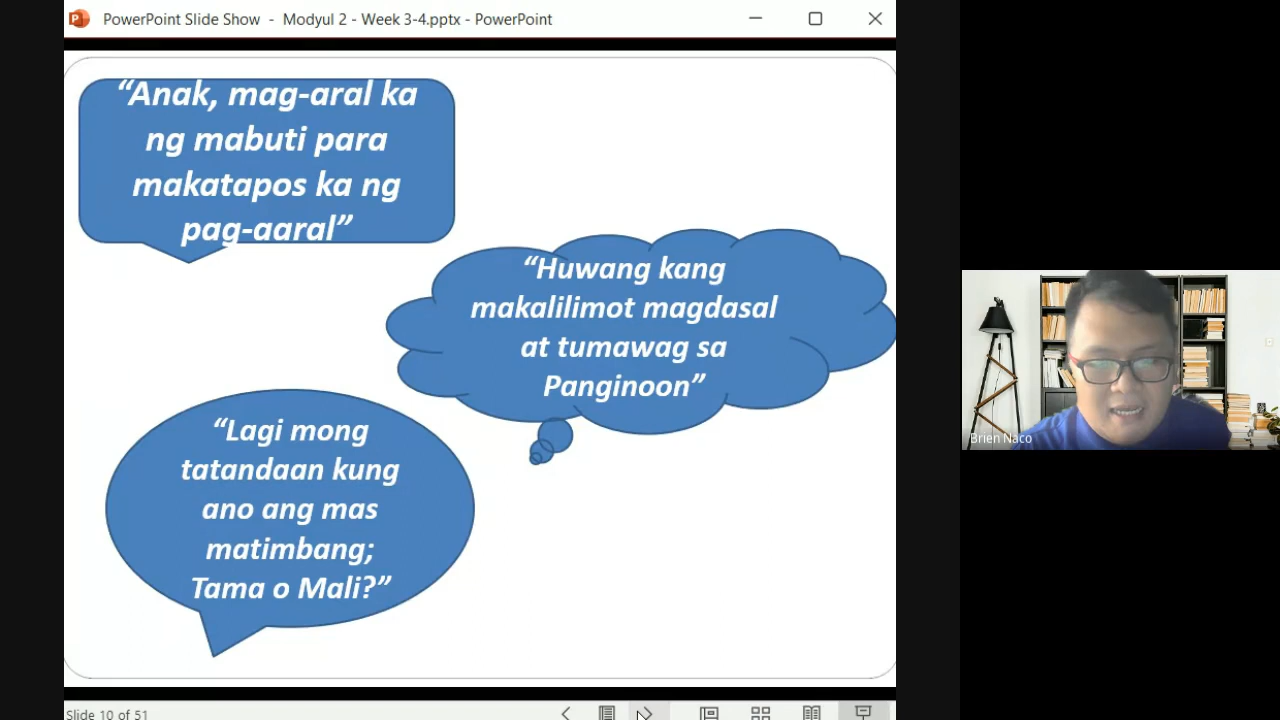 PowerPoint Slide Show - Modyul 2 - Week 3-4.pptx - PowerPoint
“Anak, mag-aral ka
ng mabuti para
makatapos ka ng
pag-aaral”
“Huwang kang
makalilimot magdasal
at tumawag sa
Panginoon”
“Lagi mong
tatandaan kung
ano ang mas
matimbang;
Tama o Mali?”
Brien Naco
Slide 10 of 51